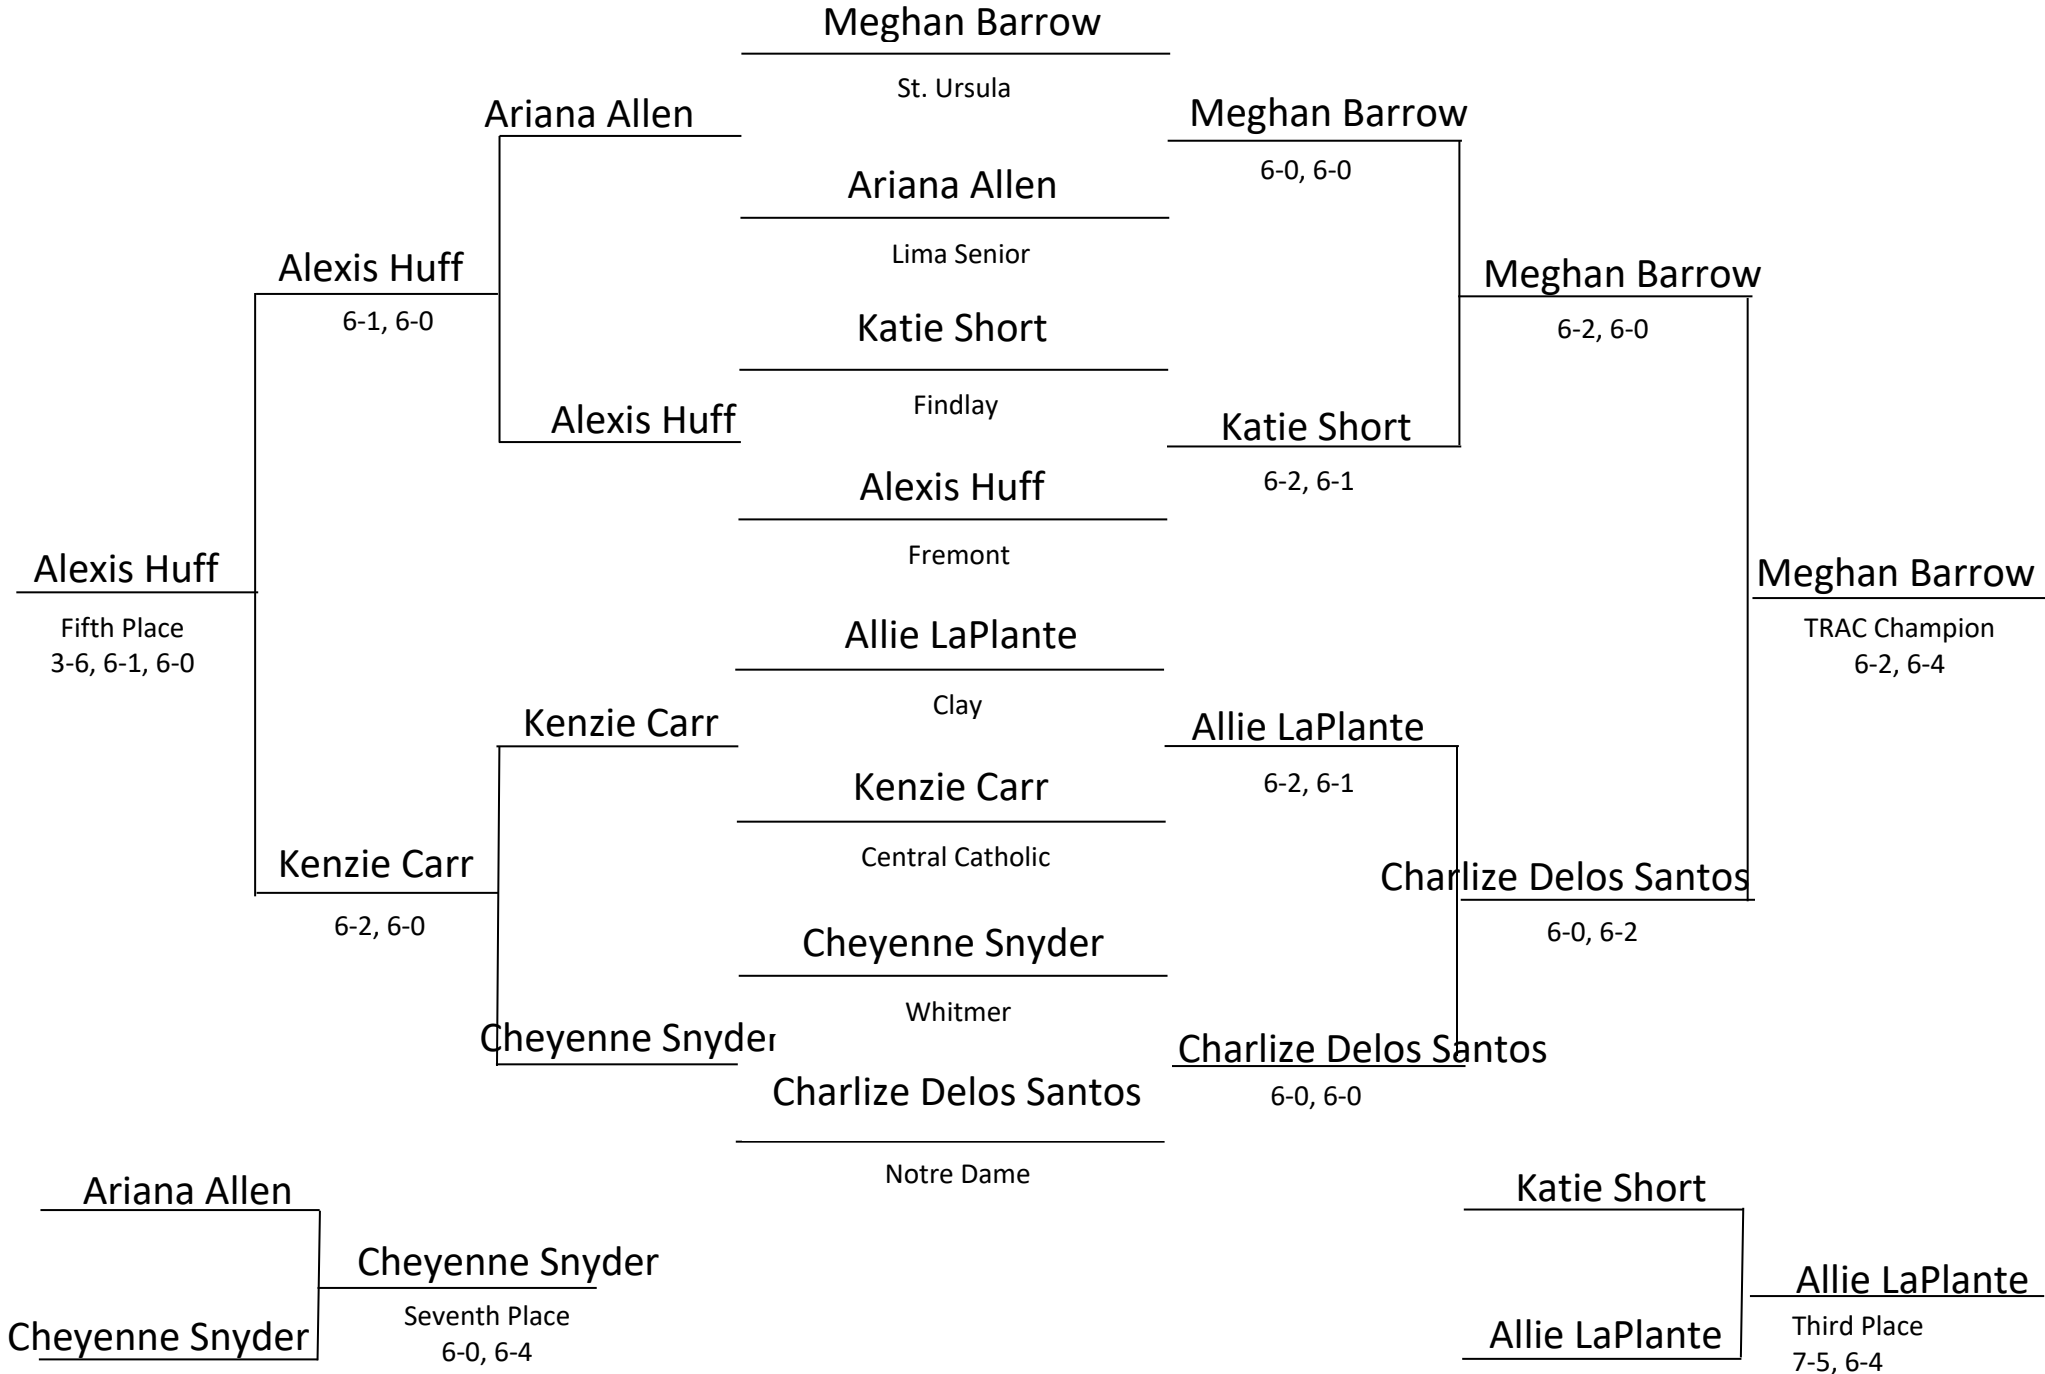 Meghan Barrow
St. Ursula
Ariana Allen
Meghan Barrow
6-0, 6-0
Ariana Allen
Lima Senior
Alexis Huff
6-1, 6-0
Meghan Barrow
6-2, 6-0
Katie Short
Findlay
Alexis Huff
Katie Short
6-2, 6-1
Alexis Huff
Fremont
Alexis Huff
Fifth Place
3-6, 6-1, 6-0
Meghan Barrow
TRAC Champion
6-2, 6-4
Allie LaPlante
Clay
Kenzie Carr
Allie LaPlante
6-2, 6-1
Kenzie Carr
Central Catholic
Kenzie Carr
6-2, 6-0
Charlize Delos Santos
6-0, 6-2
Cheyenne Snyder
Whitmer
Cheyenne Snyder
Charlize Delos Santos
6-0, 6-0
Charlize Delos Santos
Notre Dame
Ariana Allen
Cheyenne Snyder
Cheyenne Snyder
Seventh Place
6-0, 6-4
Katie Short
Allie LaPlante
Allie LaPlante
Third Place
7-5, 6-4